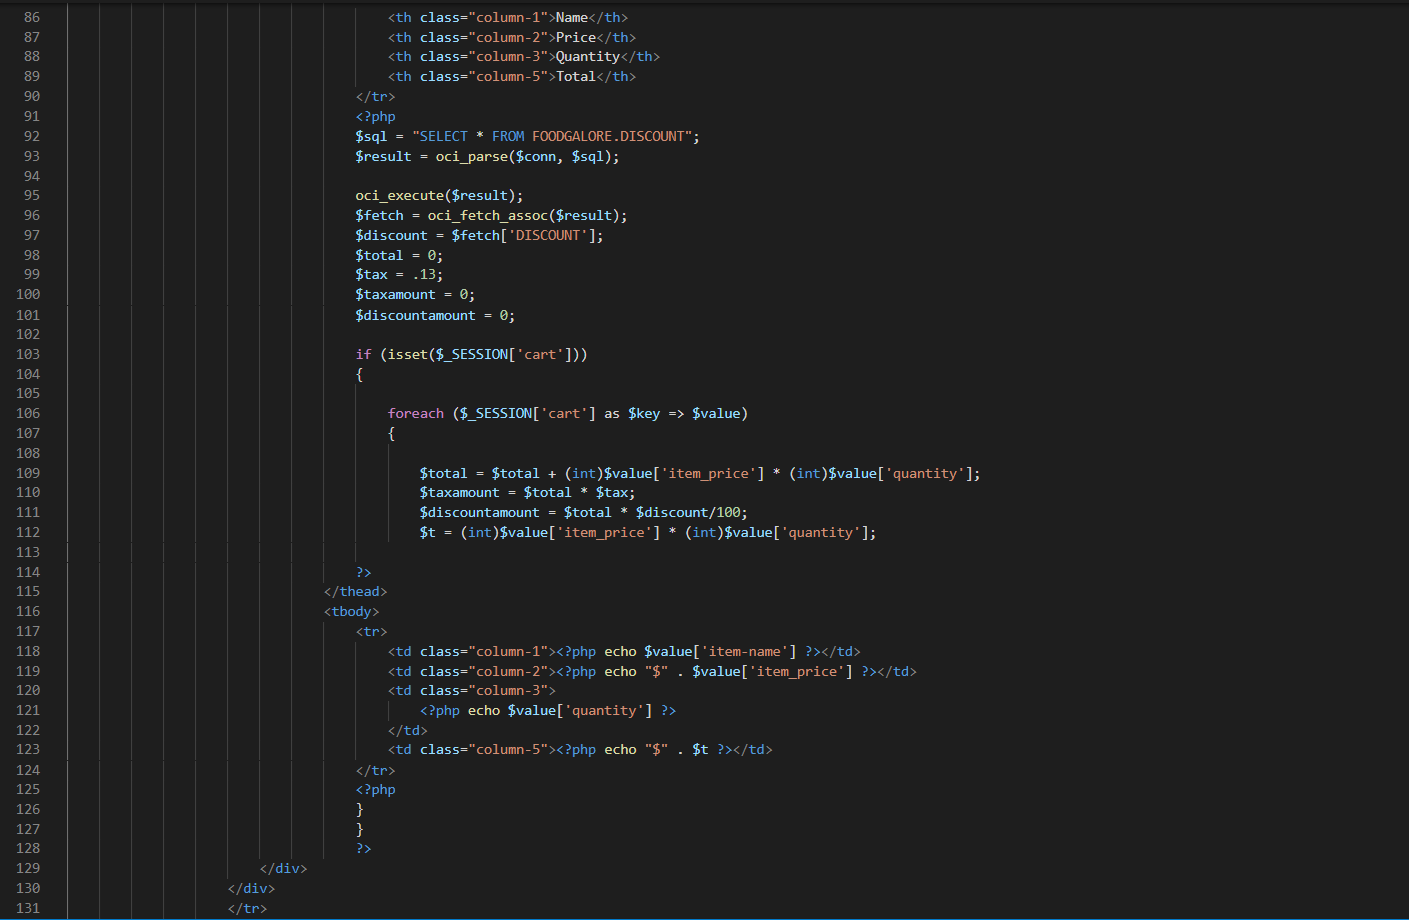 86 <th class="column-1">Name</th>
87 <th class="column-2">Price</th>
88 <th class="column-3">Quantity</th>
89 <th class="column-5">Total</th>
90 </tr>
91 <?php
92 $sql = "SELECT * FROM FOODGALORE.DISCOUNT";
93 $result = oci_parse($conn, $sql);
94
95 oci_execute($result);
96 $fetch = oci_fetch_assoc($result);
97 $discount = $fetch['DISCOUNT'];
98 $total = 0;
99 $tax = .13;
100 $taxamount = 0;
101 $discountamount = 0;
102
103 if (isset($_SESSION['cart']))
104 {
105
106 foreach ($_SESSION['cart'] as $key => $value)
107 {
108
109 $total = $total + (int)$value['item_price'] * (int)$value['quantity'];
110 $taxamount = $total * $tax;
111 $discountamount = $total * $discount/100;
112 $t = (int)$value['item_price'] * (int)$value['quantity'];
113
114 ?>
115 </thead>
116 <tbody>
117 <tr>
118 <td class="column-1"><?php echo $value['item-name'] ?></td>
119 <td class="column-2"><?php echo "$" . $value['item_price'] ?></td>
120 <td class="column-3">
121 <?php echo $value['quantity'] ?>
122 </td>
123 <td class="column-5"><?php echo "$" . $t ?></td>
124 </tr>
125 <?php
126 }
127 }
128 ?>
129 </div>
130 </div>
131 </tr>